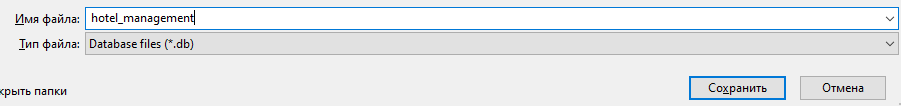 Имя файла: hotel_management
Тип файла: Database files (*.db)
крыть папки
Сохранить Отмена